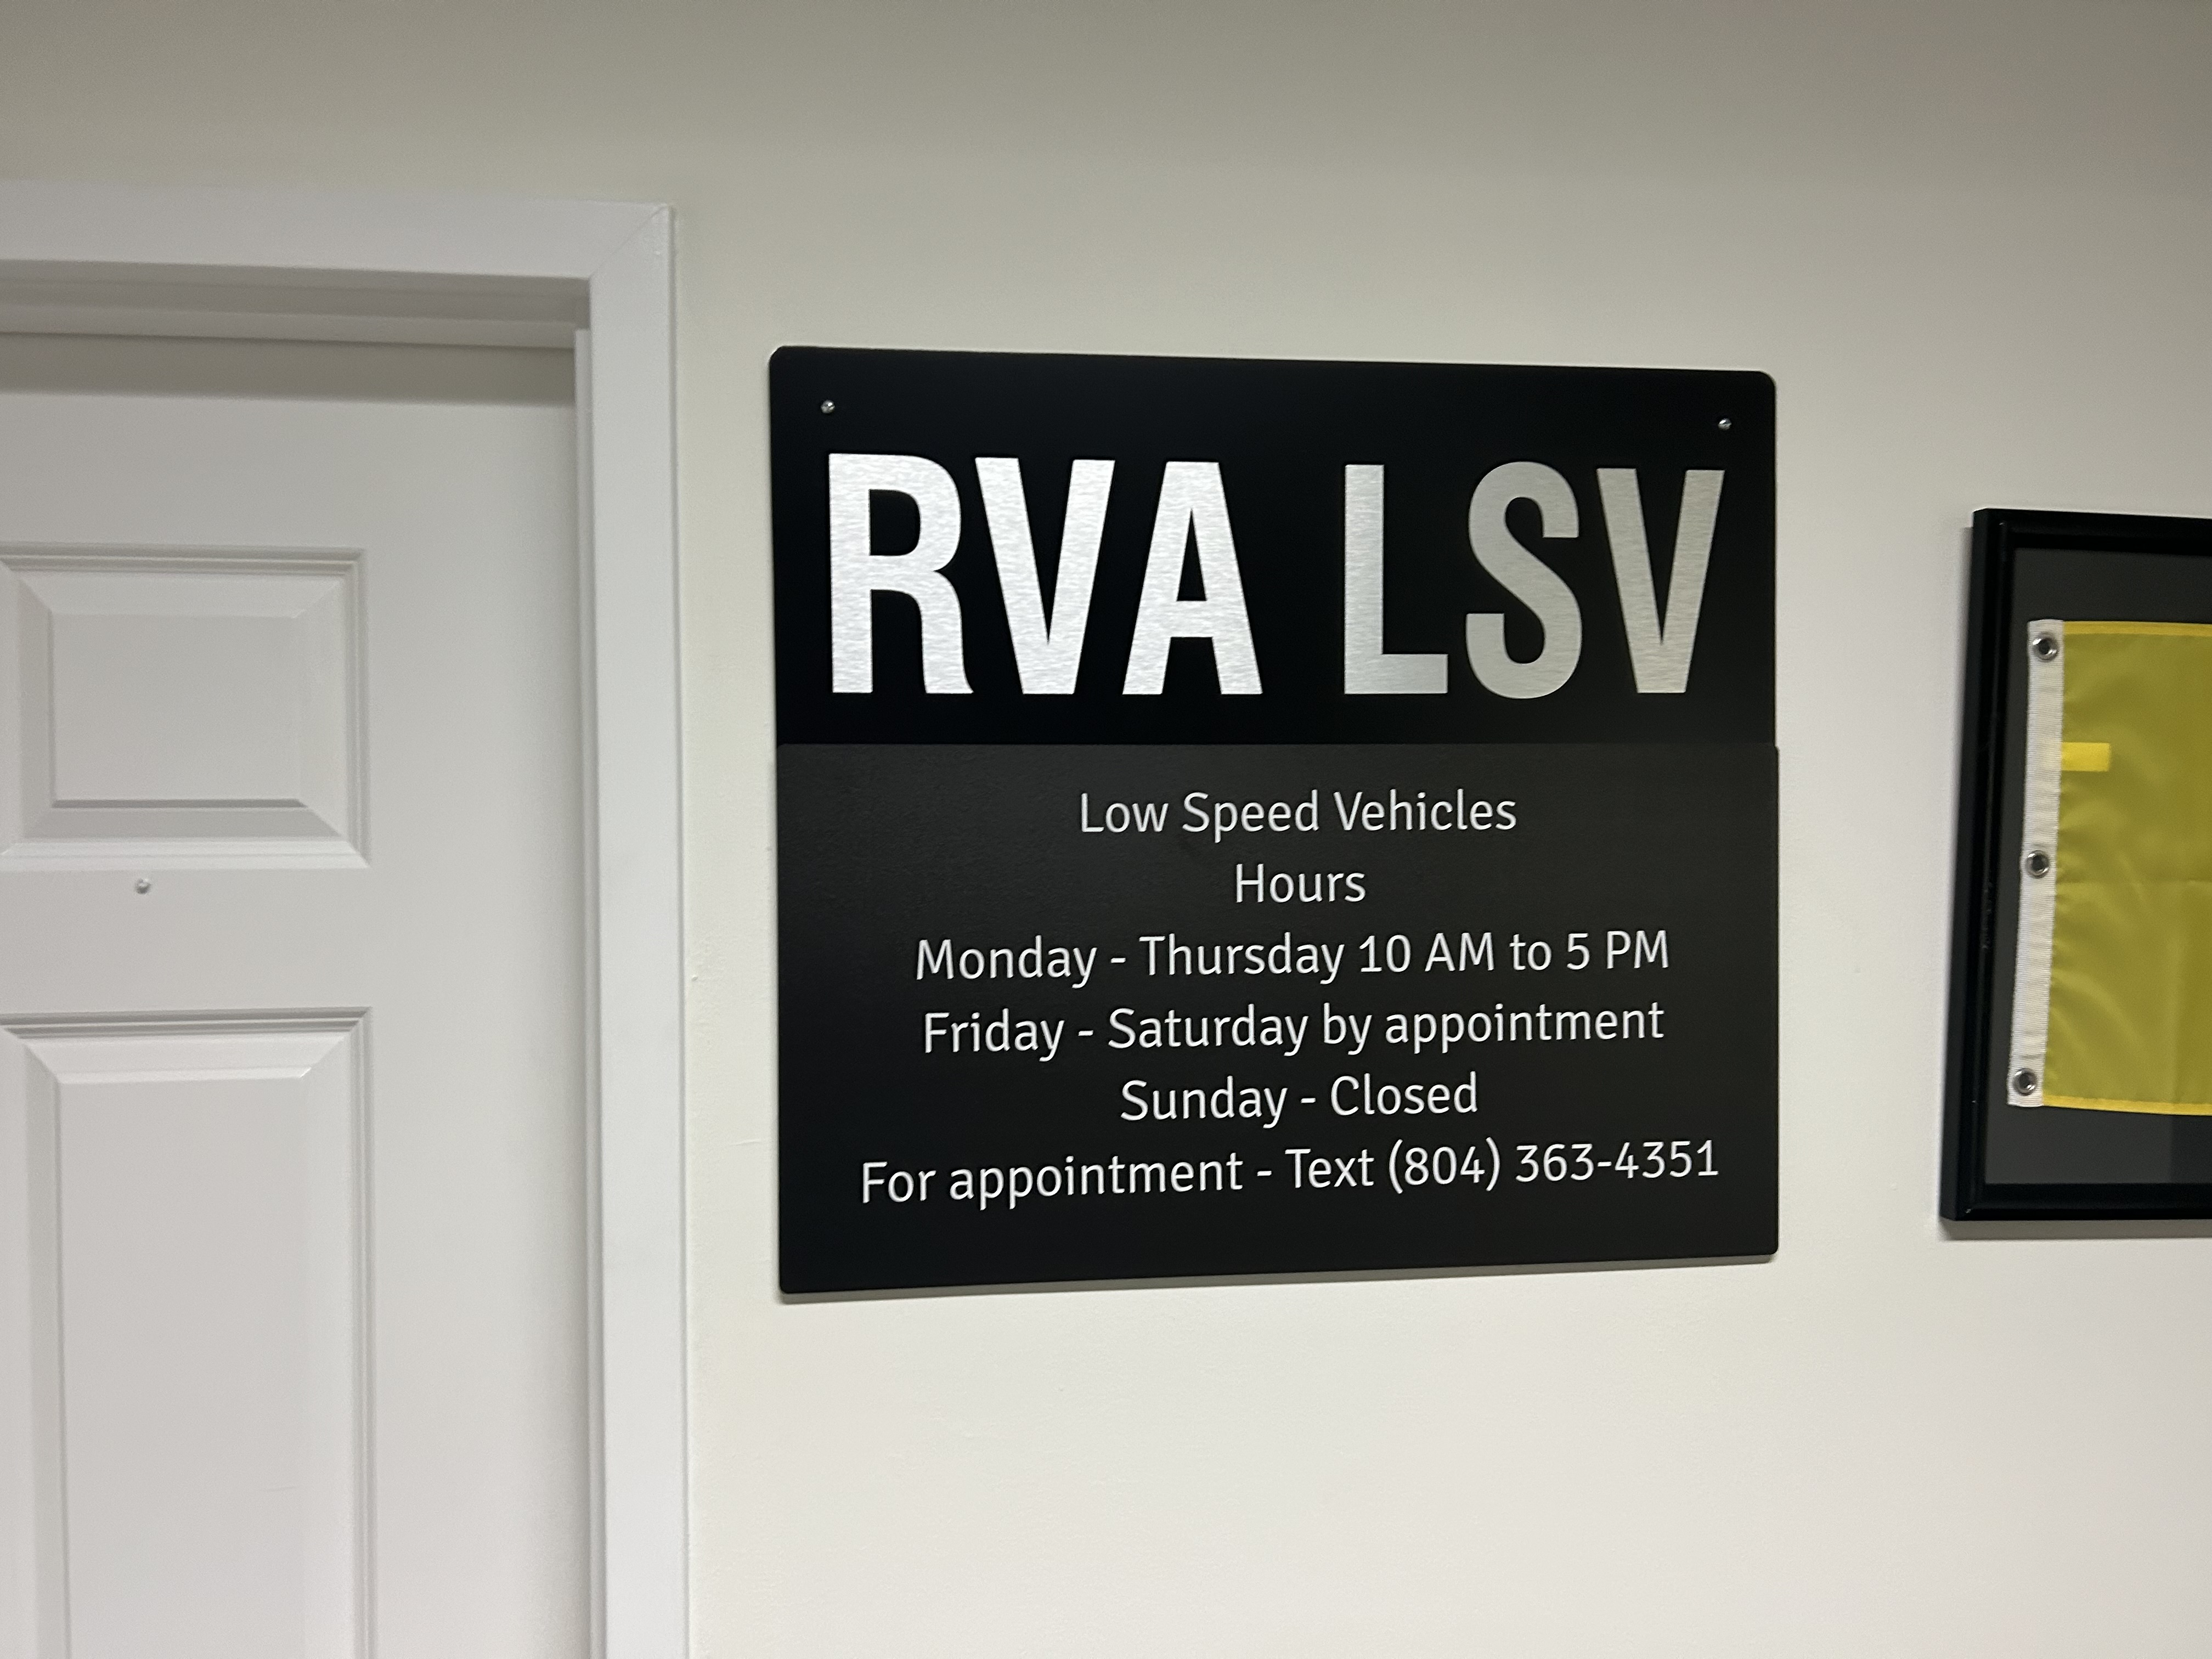 RVA LSV
Low Speed Vehicles
Hours
Monday - Thursday 10 AM to 5 PM
Friday - Saturday by appointment
Sunday - Closed
For appointment - Text (804) 363-4351